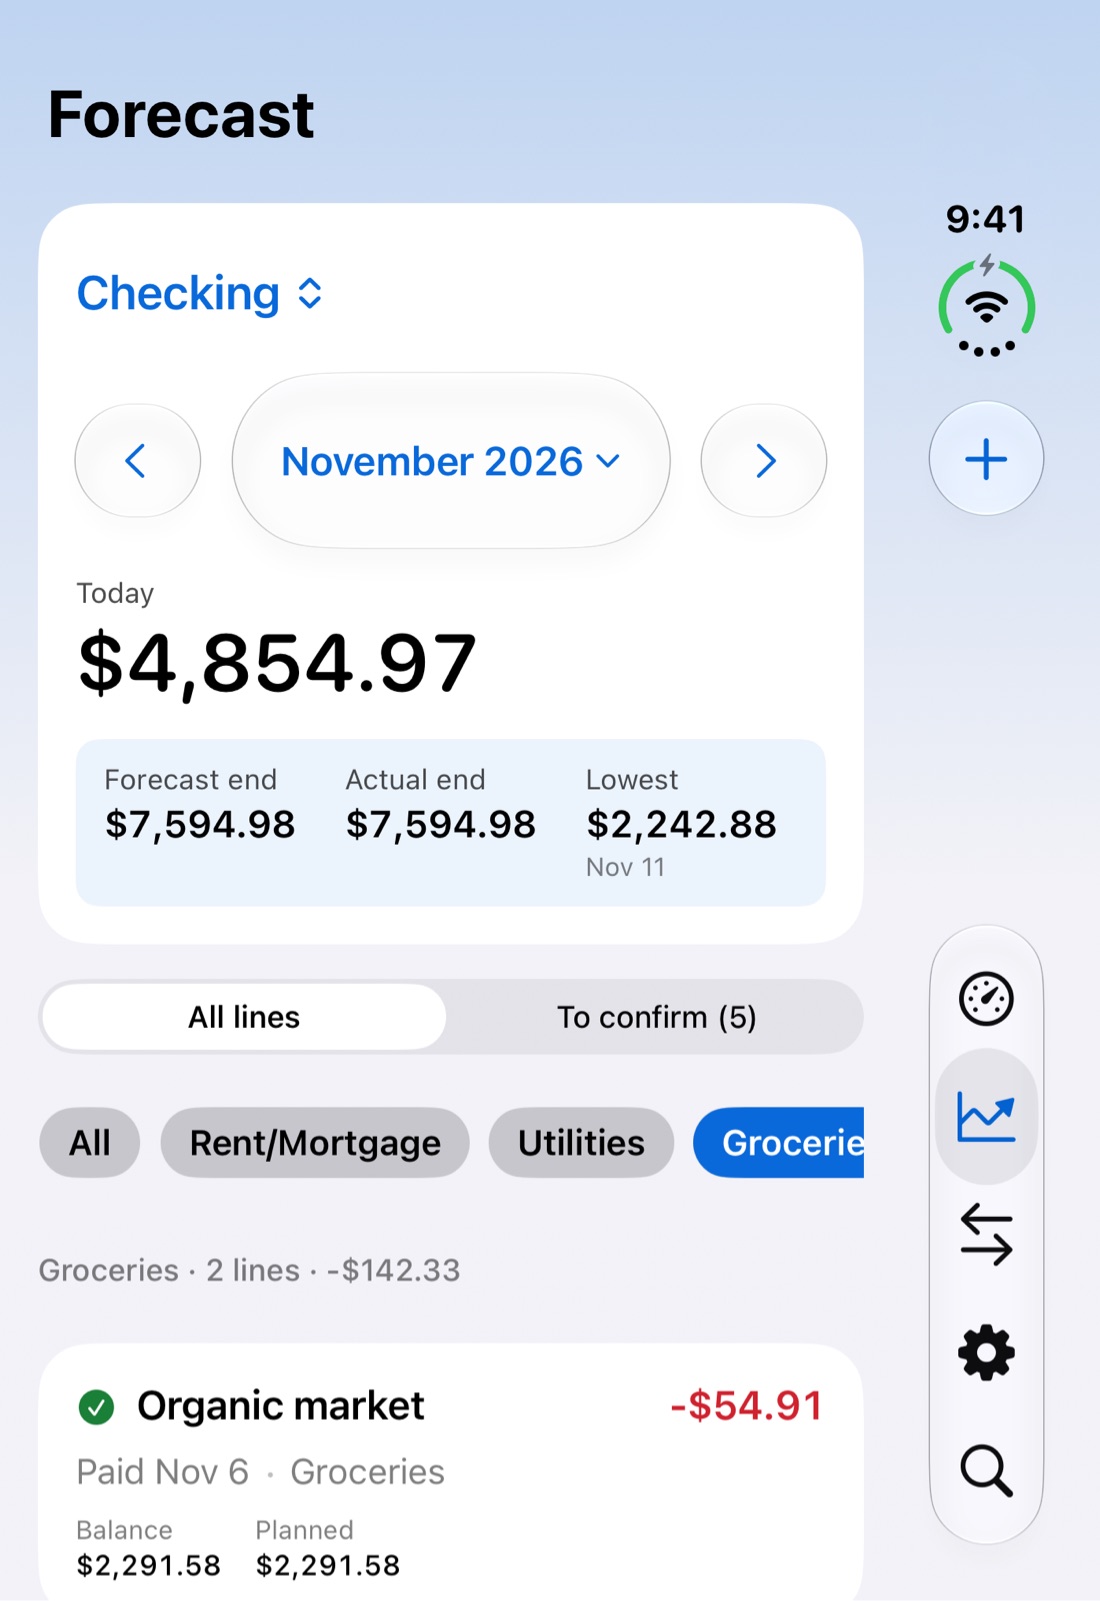 Forecast
9:41
Checking
November 2026
Today
$4,854.97
Forecast end
$7,594.98
Actual end
$7,594.98
Lowest
$2,242.88
Nov 11
All lines
To confirm (5)
All
Rent/Mortgage
Utilities
Grocerie
Groceries · 2 lines · -$142.33
Organic market
-$54.91
Paid Nov 6 · Groceries
Balance
$2,291.58
Planned
$2,291.58